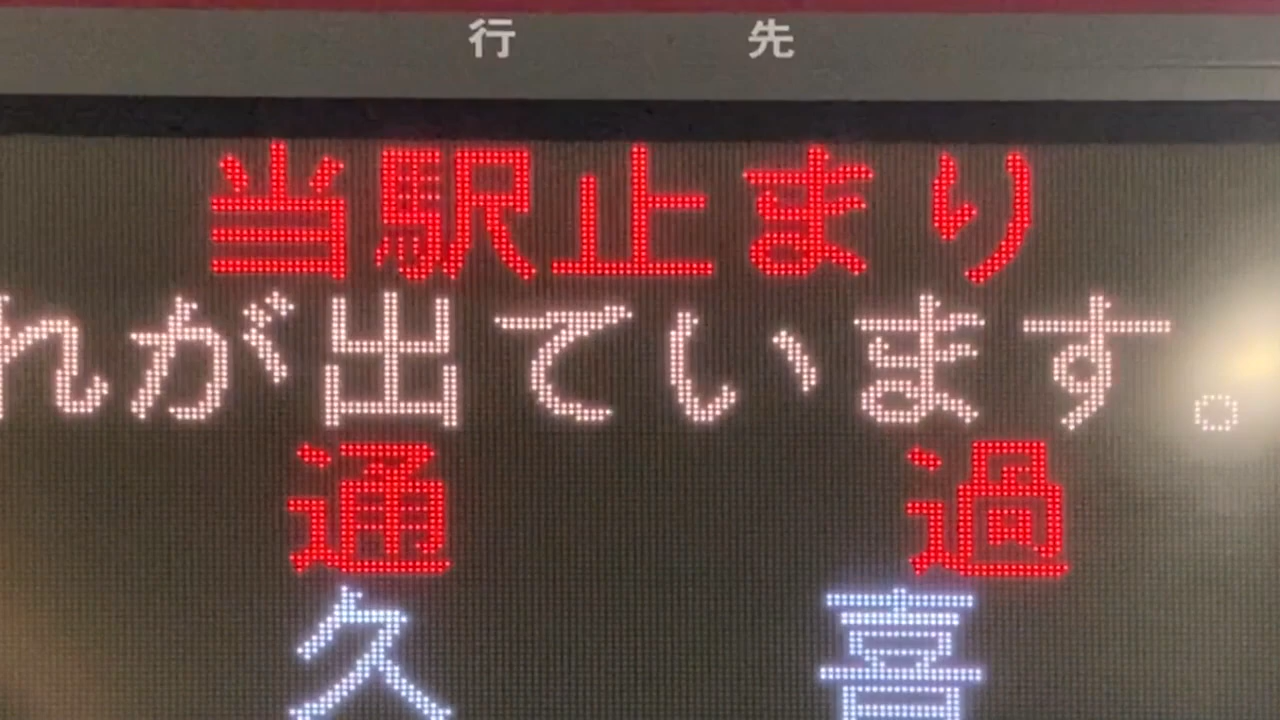 行先
当駅止まり
れが出ています。
通過
久喜